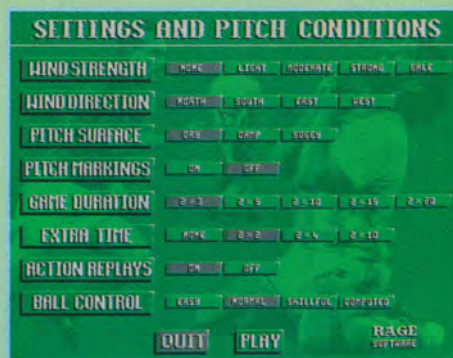 SETTINGS AND PITCH CONDITIONS
WIND STRENGTH NONE LIGHT MODERATE STRONG GALE
WIND DIRECTION NORTH SOUTH EAST WEST
PITCH SURFACE DRY DAMP SOGGY
PITCH MARKINGS ON OFF
GAME DURATION 2 × 3 2 × 5 2 × 10 2 × 15 2 × 20
EXTRA TIME NONE 2 × 2 2 × 4 2 × 10
ACTION REPLAYS ON OFF
BALL CONTROL EASY NORMAL SKILLFUL COMPUTED
QUIT PLAY RAGE
SOFTWARE